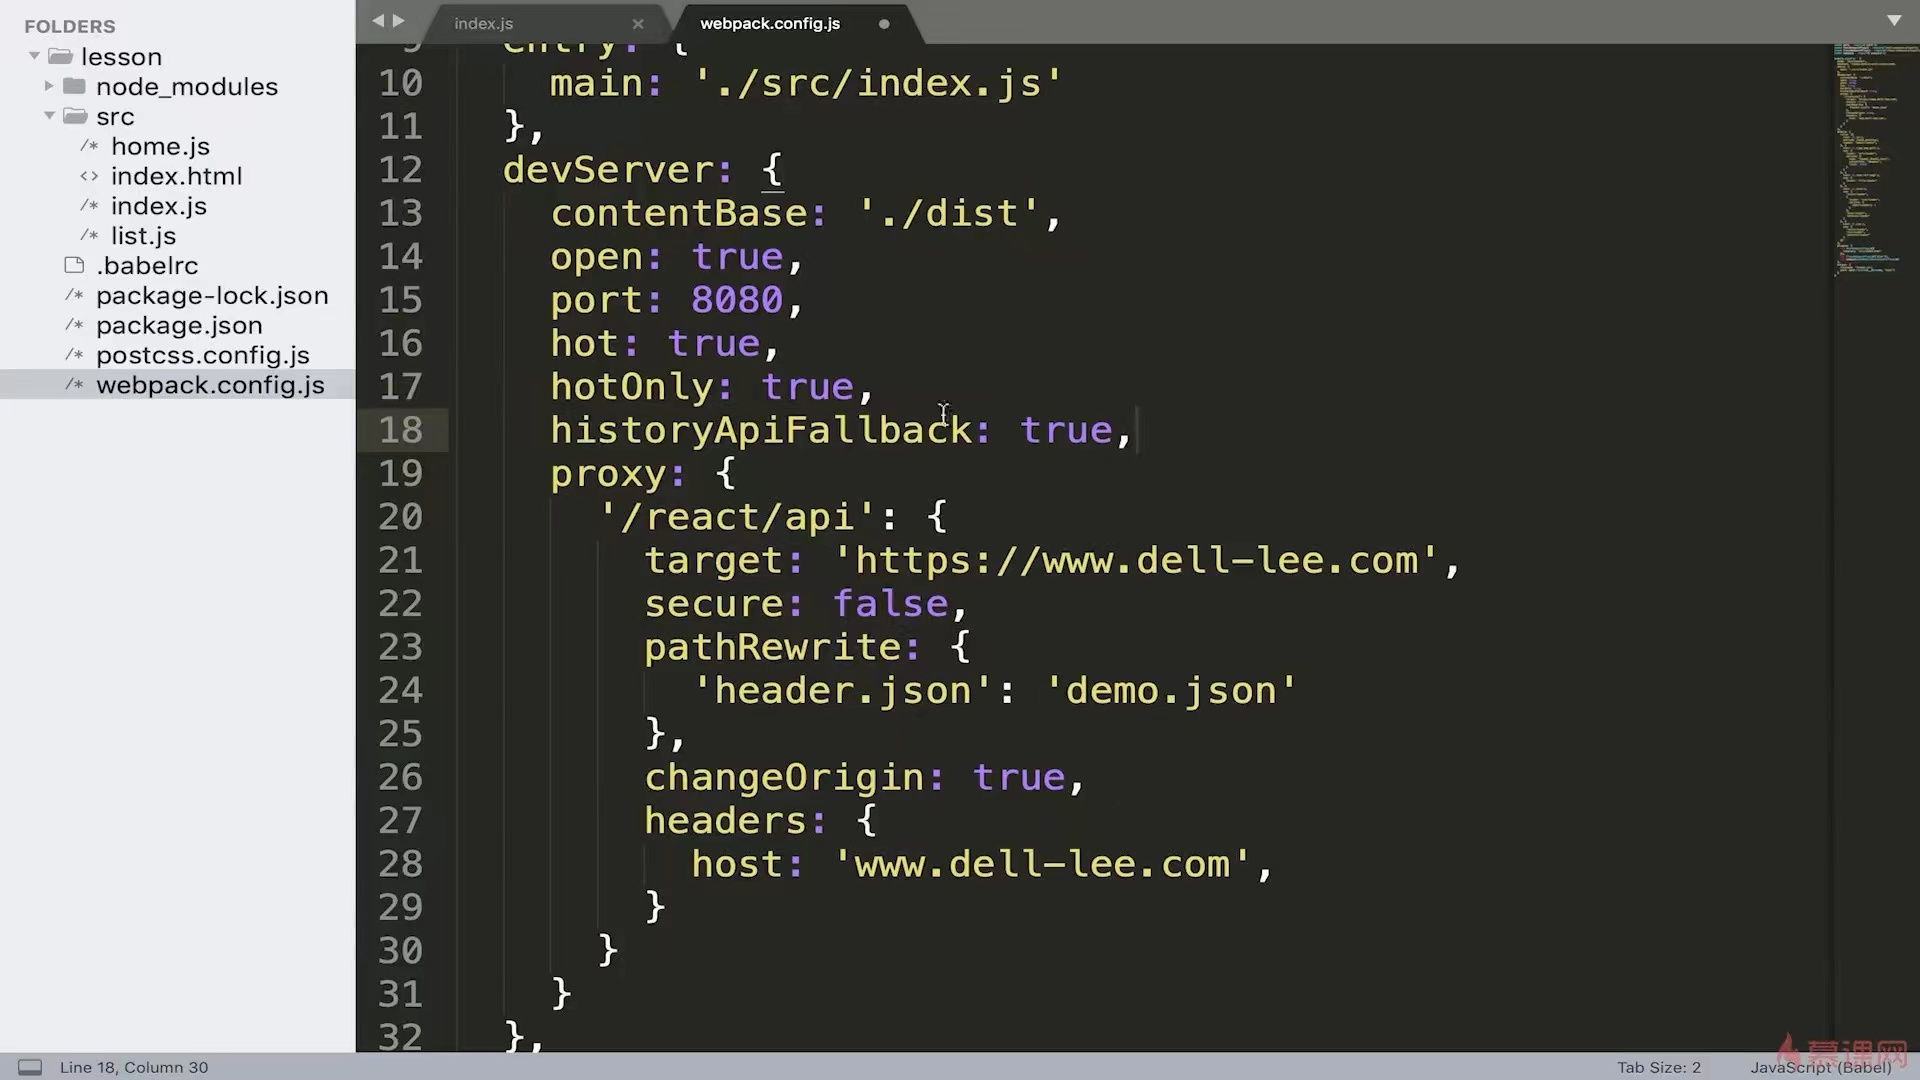 FOLDERS
lesson
node_modules
src
/* home.js
<> index.html
/* index.js
/* list.js
.babelrc
/* package-lock.json
/* package.json
/* postcss.config.js
/* webpack.config.js
index.js ×
webpack.config.js
9 entry: {
10 main: './src/index.js'
11 },
12 devServer: {
13 contentBase: './dist',
14 open: true,
15 port: 8080,
16 hot: true,
17 hotOnly: true,
18 historyApiFallback: true,
19 proxy: {
20 '/react/api': {
21 target: 'https://www.dell-lee.com',
22 secure: false,
23 pathRewrite: {
24 'header.json': 'demo.json'
25 },
26 changeOrigin: true,
27 headers: {
28 host: 'www.dell-lee.com',
29 }
30 }
31 }
32 },
Line 18, Column 30
Tab Size: 2
JavaScript (Babel)
慕课网